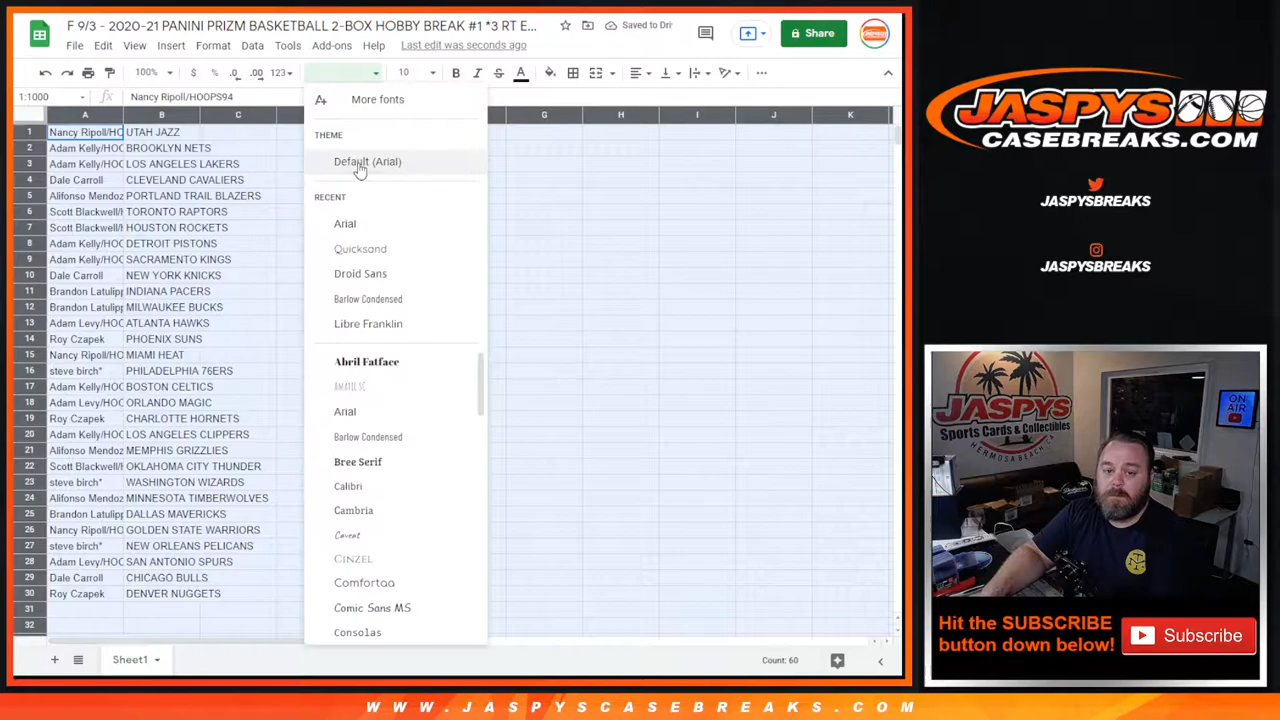 F 9/3 - 2020-21 PANINI PRIZM BASKETBALL 2-BOX HOBBY BREAK #1 *3 RT E...
Saved to Dri
File Edit View Insert Format Data Tools Add-ons Help Last edit was seconds ago
Share
100% $ % .0 .00 123 10 B I S A
1:1000 fx Nancy Ripoll/HOOPS94
A B C G H I J K
1 Nancy Ripoll/HO UTAH JAZZ
2 Adam Kelly/HOO BROOKLYN NETS
3 Adam Kelly/HOO LOS ANGELES LAKERS
4 Dale Carroll CLEVELAND CAVALIERS
5 Alifonso Mendoz PORTLAND TRAIL BLAZERS
6 Scott Blackwell/H TORONTO RAPTORS
7 Scott Blackwell/H HOUSTON ROCKETS
8 Adam Kelly/HOO DETROIT PISTONS
9 Adam Kelly/HOO SACRAMENTO KINGS
10 Dale Carroll NEW YORK KNICKS
11 Brandon Latulipp INDIANA PACERS
12 Brandon Latulipp MILWAUKEE BUCKS
13 Adam Levy/HOO ATLANTA HAWKS
14 Roy Czapek PHOENIX SUNS
15 Nancy Ripoll/HO MIAMI HEAT
16 steve birch* PHILADELPHIA 76ERS
17 Adam Kelly/HOO BOSTON CELTICS
18 Adam Levy/HOO ORLANDO MAGIC
19 Roy Czapek CHARLOTTE HORNETS
20 Adam Kelly/HOO LOS ANGELES CLIPPERS
21 Alifonso Mendoz MEMPHIS GRIZZLIES
22 Scott Blackwell/H OKLAHOMA CITY THUNDER
23 steve birch* WASHINGTON WIZARDS
24 Alifonso Mendoz MINNESOTA TIMBERWOLVES
25 Brandon Latulipp DALLAS MAVERICKS
26 Nancy Ripoll/HO GOLDEN STATE WARRIORS
27 steve birch* NEW ORLEANS PELICANS
28 Adam Levy/HOO SAN ANTONIO SPURS
29 Dale Carroll CHICAGO BULLS
30 Roy Czapek DENVER NUGGETS
31
32
More fonts
THEME
Default (Arial)
RECENT
Arial
Quicksand
Droid Sans
Barlow Condensed
Libre Franklin
Abril Fatface
AMATIC SC
Arial
Barlow Condensed
Bree Serif
Calibri
Cambria
Caveat
CINZEL
Comfortaa
Comic Sans MS
Consolas
Sheet1
Count: 60
JASPYS
CASEBREAKS.COM
JASPYSBREAKS
JASPYSBREAKS
JASPYS
Sports Cards & Collectibles
HERMOSA BEACH, CA
ON AIR
Hit the SUBSCRIBE
button down below!
Subscribe
WWW.JASPYSCASEBREAKS.COM